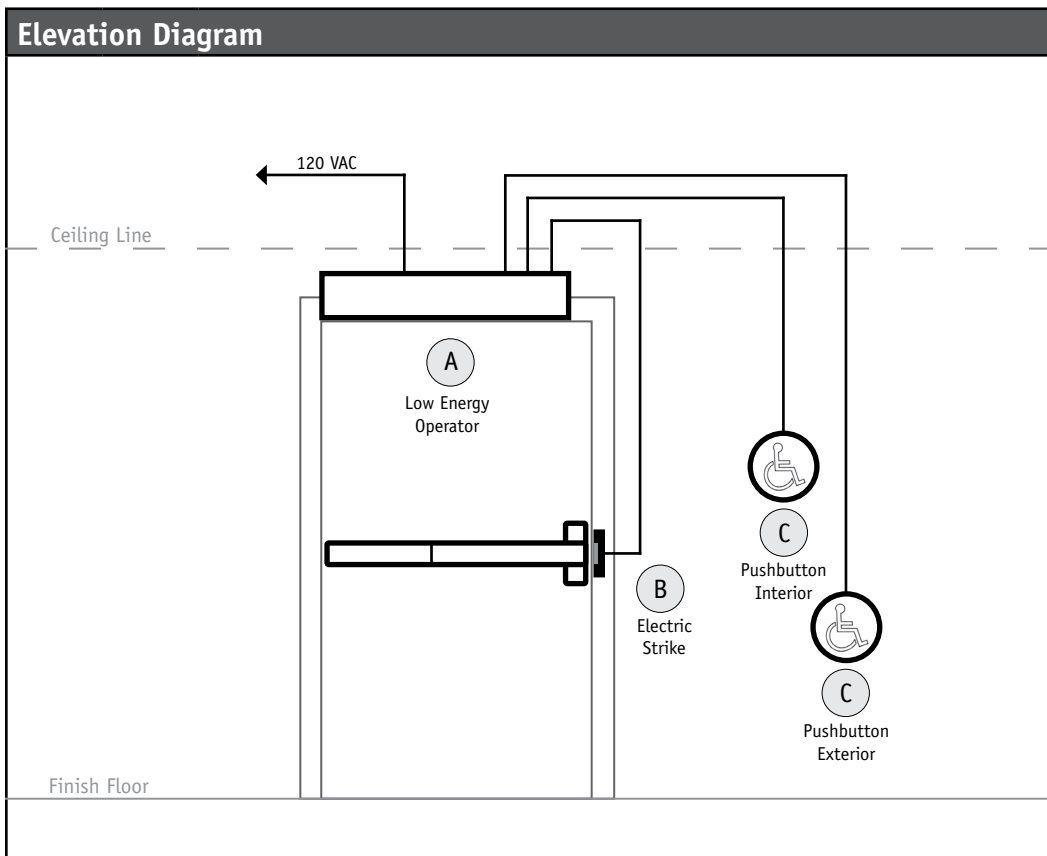 Elevation Diagram
120 VAC
Ceiling Line
A
Low Energy
Operator
C
Pushbutton
Interior
B
Electric
Strike
C
Pushbutton
Exterior
Finish Floor